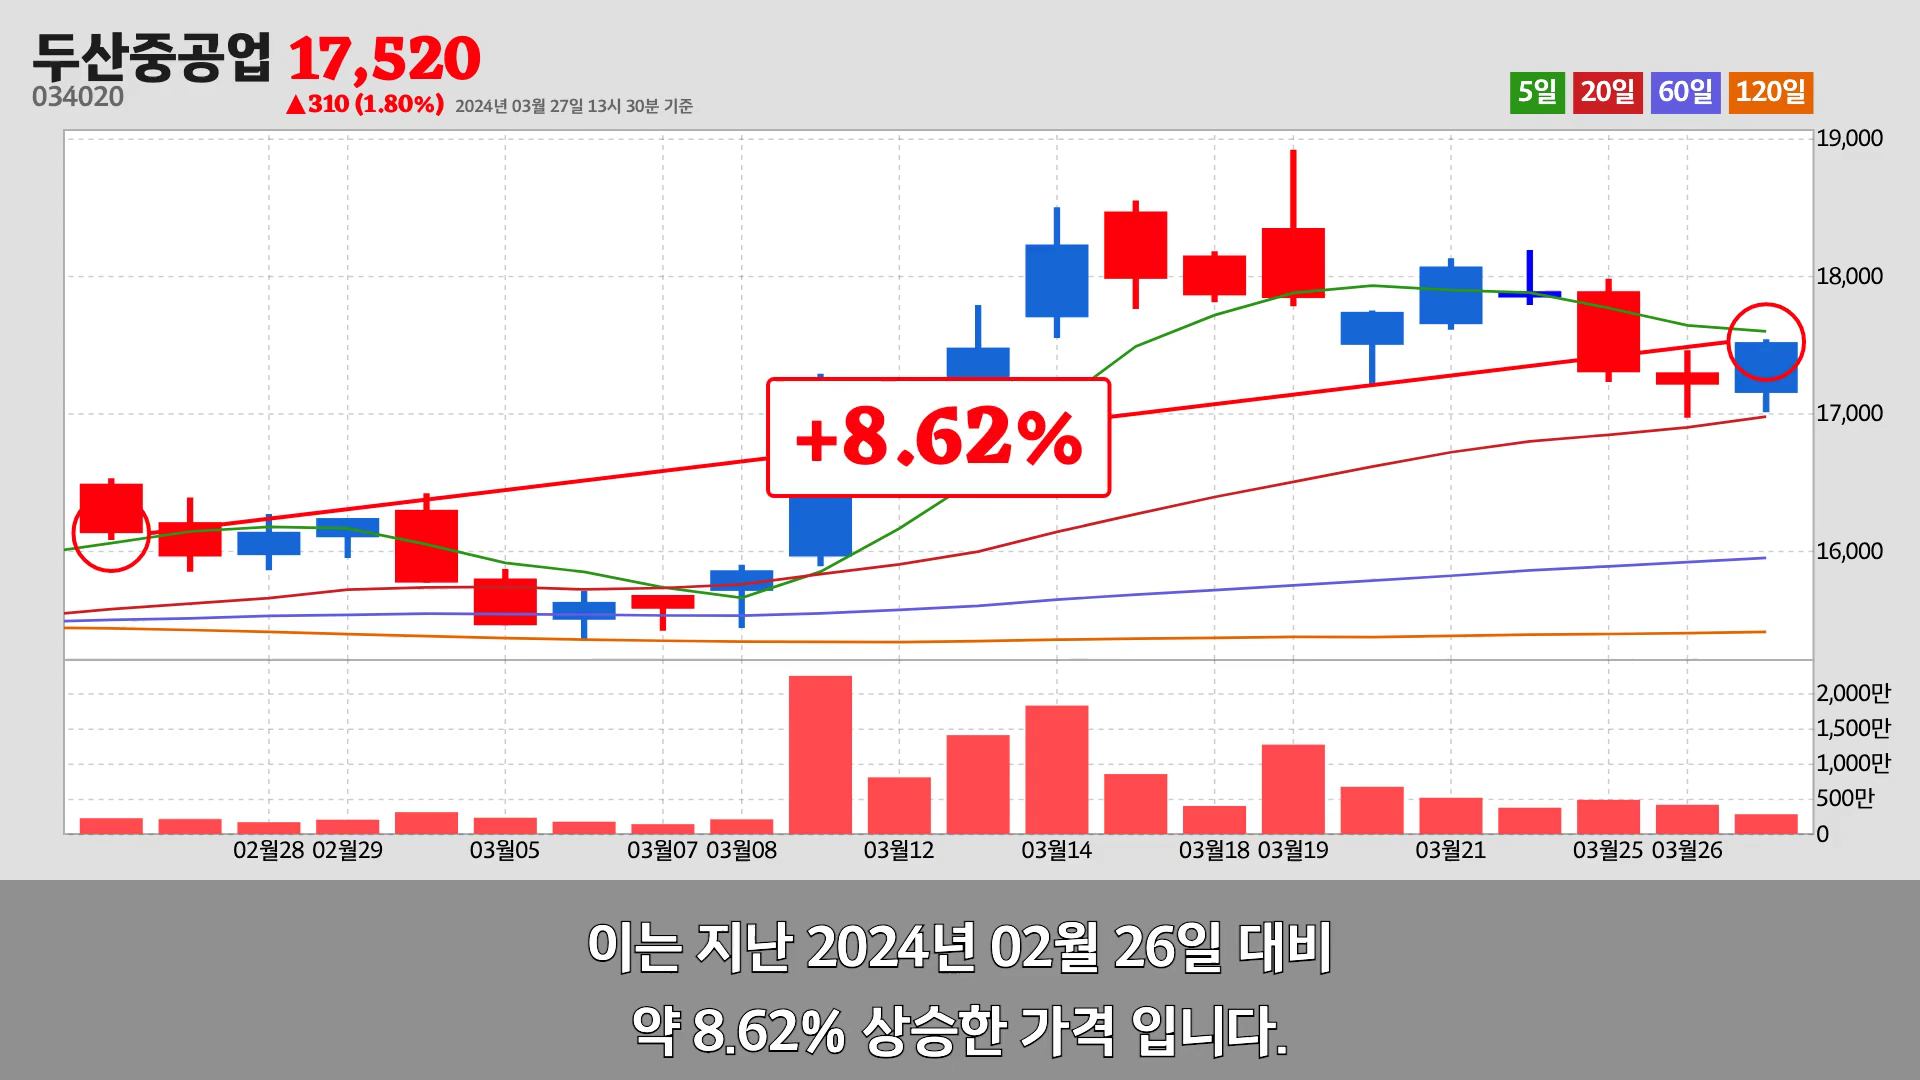 두산중공업 17,520
034020
▲310 (1.80%) 2024년 03월 27일 13시 30분 기준
5일 20일 60일 120일
19,000
18,000
17,000
16,000
+8.62%
2,000만
1,500만
1,000만
500만
0
02월28 02월29 03월05 03월07 03월08 03월12 03월14 03월18 03월19 03월21 03월25 03월26
이는 지난 2024년 02월 26일 대비
약 8.62% 상승한 가격 입니다.